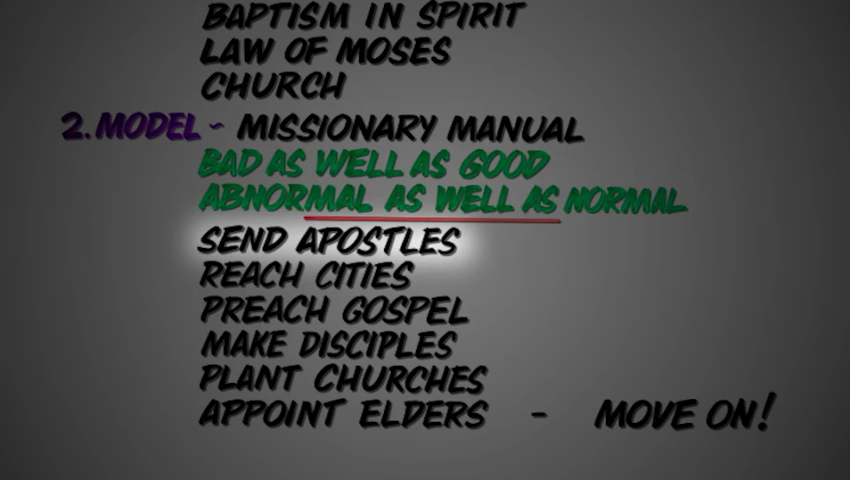 BAPTISM IN SPIRIT
LAW OF MOSES
CHURCH
2. MODEL ~ MISSIONARY MANUAL
BAD AS WELL AS GOOD
ABNORMAL AS WELL AS NORMAL
SEND APOSTLES
REACH CITIES
PREACH GOSPEL
MAKE DISCIPLES
PLANT CHURCHES
APPOINT ELDERS - MOVE ON!